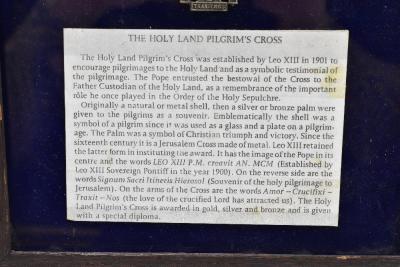 THE HOLY LAND PILGRIM'S CROSS
The Holy Land Pilgrim's Cross was established by Leo XIII in 1901 to
encourage pilgrimages to the Holy Land and as a symbolic testimonial of
the pilgrimage. The Pope entrusted the bestowal of the Cross to the
Father Custodian of the Holy Land, as a remembrance of the important
rôle he once played in the Order of the Holy Sepulchre.
Originally a natural or metal shell, then a silver or bronze palm were
given to the pilgrims as a souvenir. Emblematically the shell was a
symbol of a pilgrim since it was used as a glass and a plate on a pilgrim-
age. The Palm was a symbol of Christian triumph and victory. Since the
sixteenth century it is a Jerusalem Cross made of metal. Leo XIII retained
the latter form in instituting the award. It has the image of the Pope in its
centre and the words LEO XIII P.M. creavit AN. MCM (Established by
Leo XIII Sovereign Pontiff in the year 1900). On the reverse side are the
words Signum Sacri Itineris Hierosol (Souvenir of the holy pilgrimage to
Jerusalem). On the arms of the Cross are the words Amor - Crucifixi -
Traxit - Nos (the love of the crucified Lord has attracted us). The Holy
Land Pilgrim's Cross is awarded in gold, silver and bronze and is given
with a special diploma.